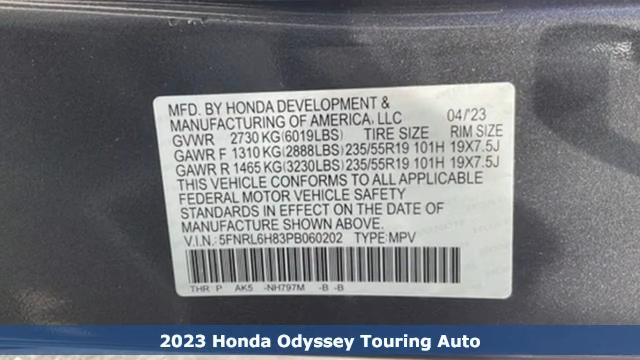 MFD. BY HONDA DEVELOPMENT &
MANUFACTURING OF AMERICA, LLC 04/'23
GVWR 2730 KG(6019LBS) TIRE SIZE RIM SIZE
GAWR F 1310 KG(2888LBS) 235/55R19 101H 19X7.5J
GAWR R 1465 KG(3230LBS) 235/55R19 101H 19X7.5J
THIS VEHICLE CONFORMS TO ALL APPLICABLE
FEDERAL MOTOR VEHICLE SAFETY
STANDARDS IN EFFECT ON THE DATE OF
MANUFACTURE SHOWN ABOVE.
V.I.N.: 5FNRL6H83PB060202 TYPE: MPV
THR P AK5 -NH797M -B -B
2023 Honda Odyssey Touring Auto